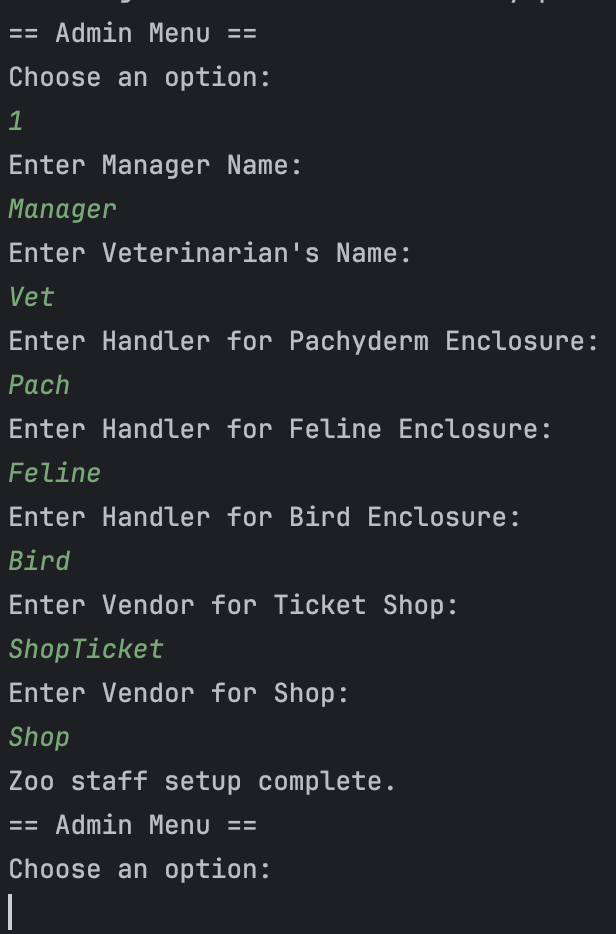 == Admin Menu ==
Choose an option:
1
Enter Manager Name:
Manager
Enter Veterinarian's Name:
Vet
Enter Handler for Pachyderm Enclosure:
Pach
Enter Handler for Feline Enclosure:
Feline
Enter Handler for Bird Enclosure:
Bird
Enter Vendor for Ticket Shop:
ShopTicket
Enter Vendor for Shop:
Shop
Zoo staff setup complete.
== Admin Menu ==
Choose an option: